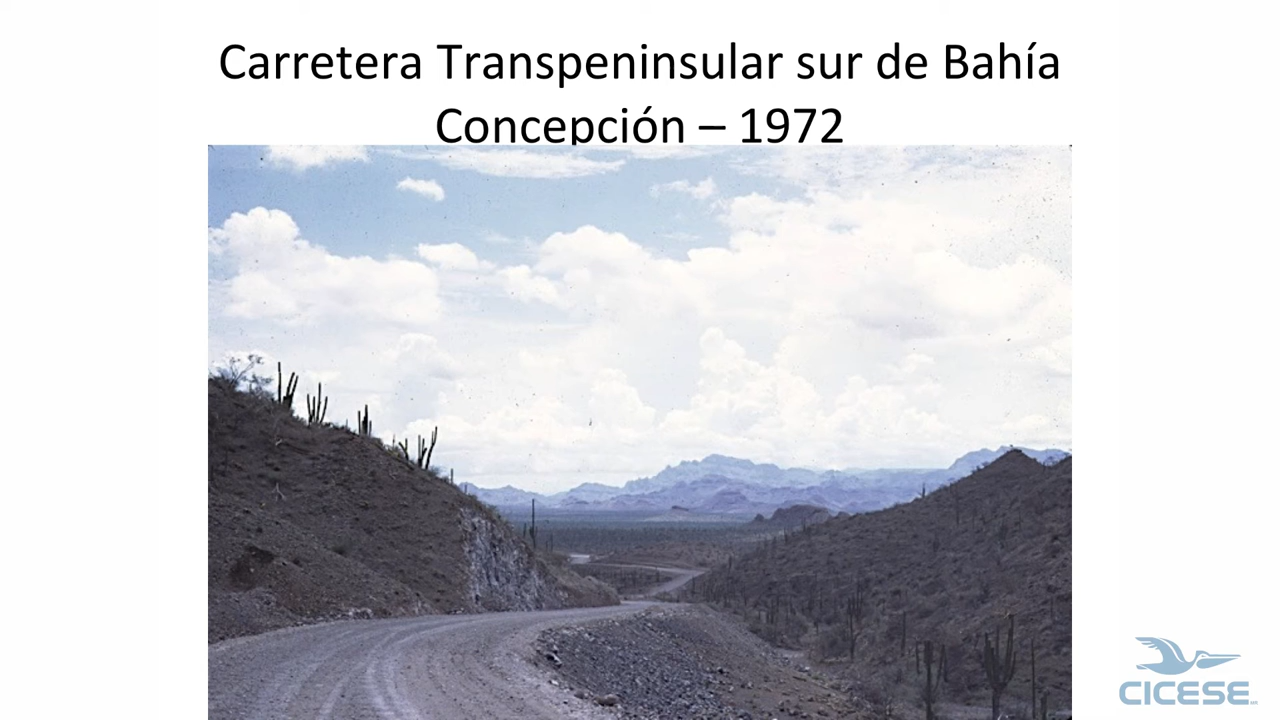 Carretera Transpeninsular sur de Bahía
Concepción – 1972
CICESE